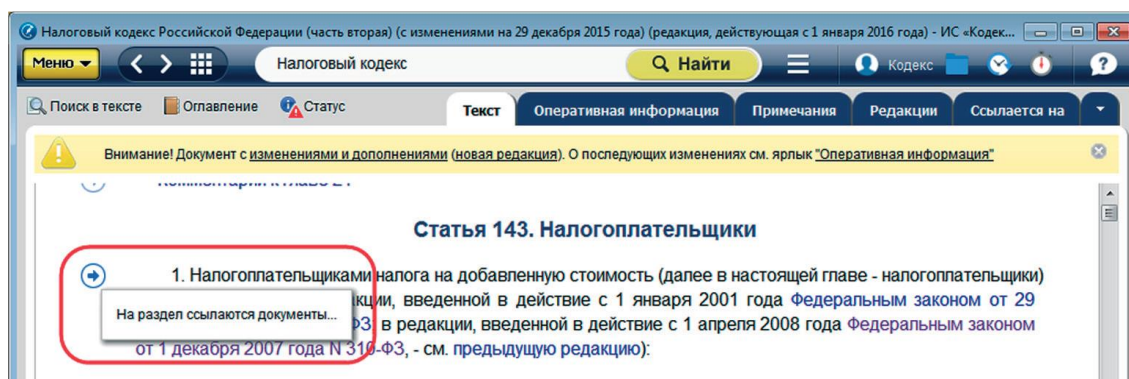 Налоговый кодекс Российской Федерации (часть вторая) (с изменениями на 29 декабря 2015 года) (редакция, действующая с 1 января 2016 года) - ИС «Кодек...
Меню
Налоговый кодекс
Найти
Кодекс
Поиск в тексте Оглавление Статус
Текст Оперативная информация Примечания Редакции Ссылается на
Внимание! Документ с изменениями и дополнениями (новая редакция). О последующих изменениях см. ярлык "Оперативная информация"
Статья 143. Налогоплательщики
1. Налогоплательщиками налога на добавленную стоимость (далее в настоящей главе - налогоплательщики)
введенной в действие с 1 января 2001 года Федеральным законом от 29
На раздел ссылаются документы...
ФЗ, в редакции, введенной в действие с 1 апреля 2008 года Федеральным законом
от 1 декабря 2007 года N 310-ФЗ, - см. предыдущую редакцию):